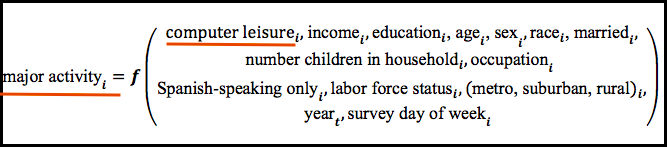 computer leisureᵢ, incomeᵢ, educationᵢ, ageᵢ, sexᵢ, raceᵢ, marriedᵢ,
number children in householdᵢ, occupationᵢ
major activityᵢ = f
Spanish-speaking onlyᵢ, labor force statusᵢ, (metro, suburban, rural)ᵢ,
yearₜ, survey day of weekᵢ